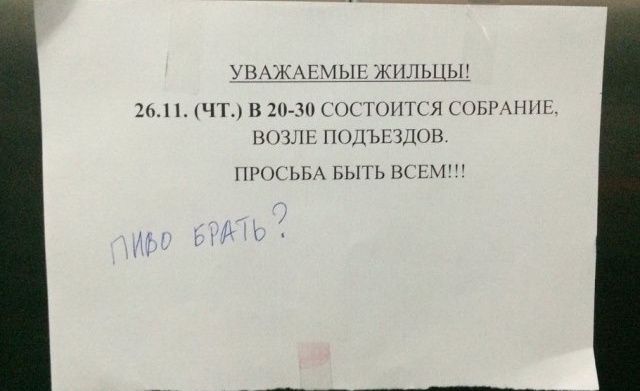 УВАЖАЕМЫЕ ЖИЛЬЦЫ!
26.11. (ЧТ.) В 20-30 СОСТОИТСЯ СОБРАНИЕ,
ВОЗЛЕ ПОДЪЕЗДОВ.
ПРОСЬБА БЫТЬ ВСЕМ!!!
ПИВО БРАТЬ?